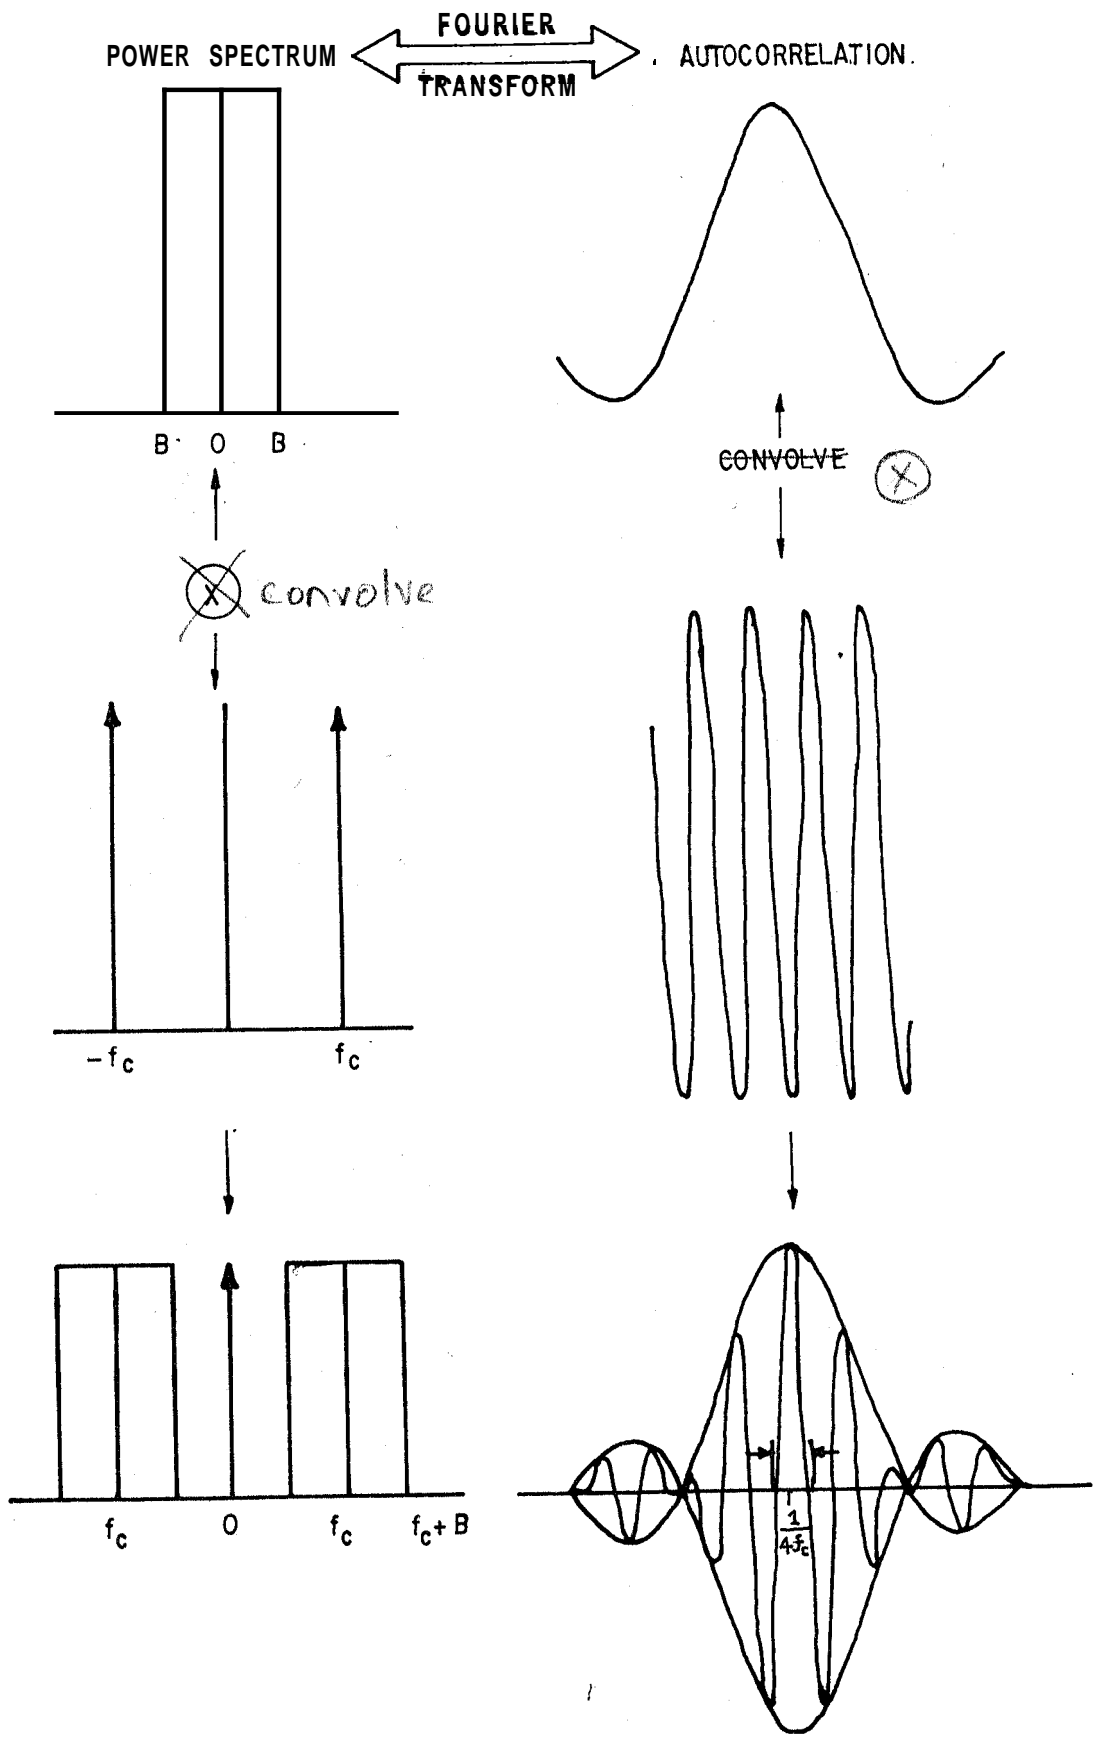 FOURIER
POWER SPECTRUM
AUTOCORRELATION.
TRANSFORM
B O B
CONVOLVE X
X convolve
-fc fc
fc O fc fc+B
1
4fc